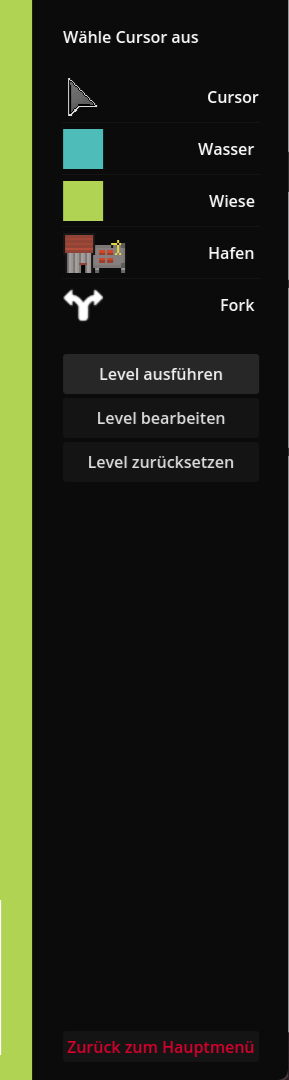 Wähle Cursor aus
Cursor
Wasser
Wiese
Hafen
Fork
Level ausführen
Level bearbeiten
Level zurücksetzen
Zurück zum Hauptmenü